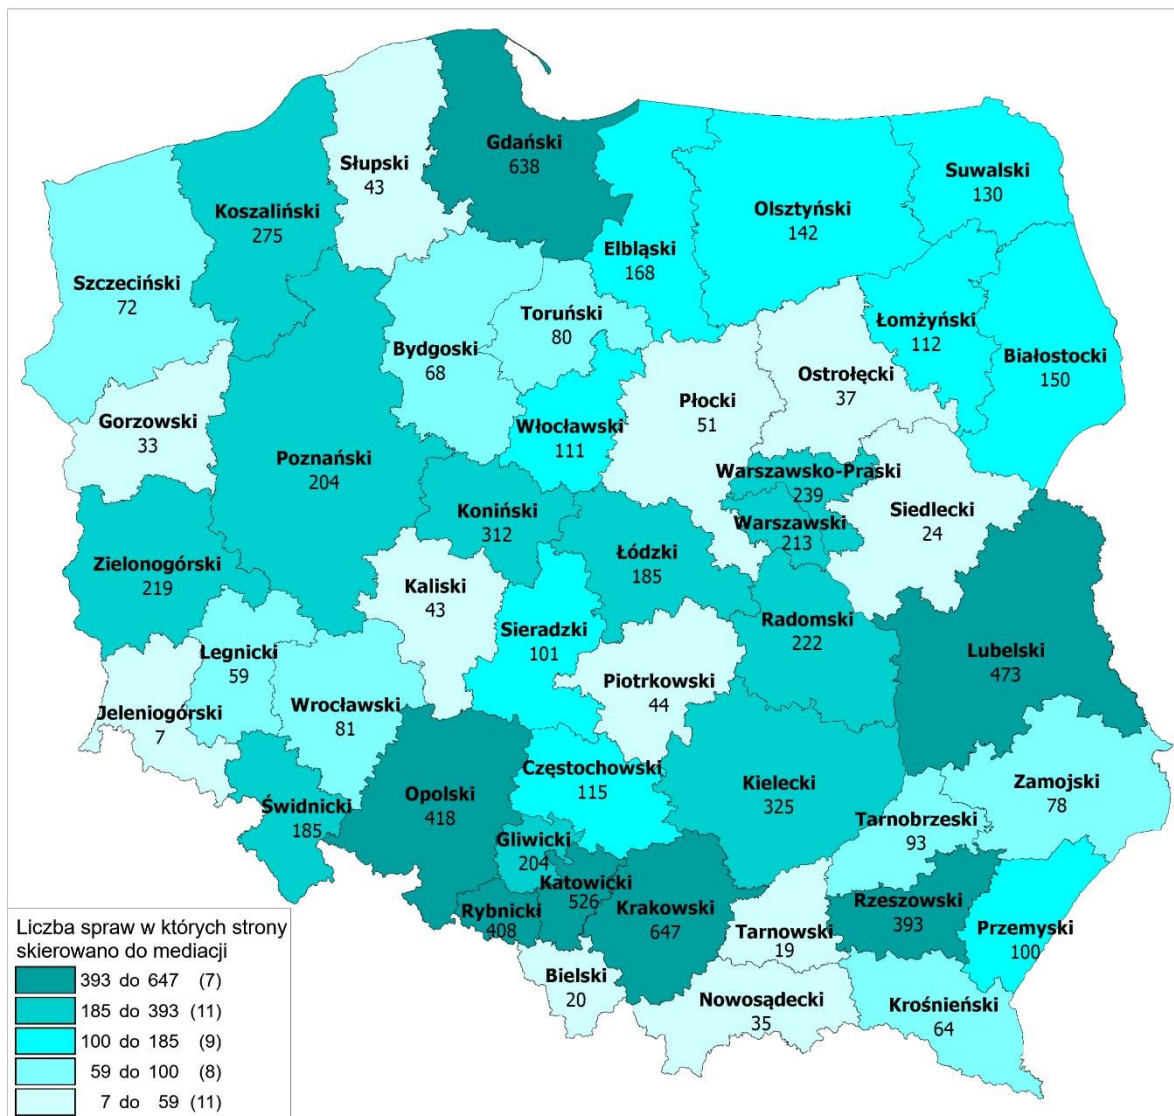 Gdański
638
Słupski
43
Suwalski
130
Koszaliński
275
Olsztyński
142
Elbląski
168
Szczeciński
72
Toruński
80
Łomżyński
112
Bydgoski
68
Białostocki
150
Ostrołęcki
37
Płocki
51
Gorzowski
33
Włocławski
111
Poznański
204
Warszawsko-Praski
239
Koniński
312
Siedlecki
24
Warszawski
213
Łódzki
185
Zielonogórski
219
Kaliski
43
Radomski
222
Sieradzki
101
Lubelski
473
Legnicki
59
Piotrkowski
44
Wrocławski
81
Jeleniogórski
7
Częstochowski
115
Kielecki
325
Zamojski
78
Opolski
418
Świdnicki
185
Tarnobrzeski
93
Gliwicki
204
Katowicki
526
Rzeszowski
393
Rybnicki
408
Krakowski
647
Przemyski
100
Tarnowski
19
Bielski
20
Nowosądecki
35
Krośnieński
64
Liczba spraw w których strony
skierowano do mediacji
393 do 647 (7)
185 do 393 (11)
100 do 185 (9)
59 do 100 (8)
7 do 59 (11)